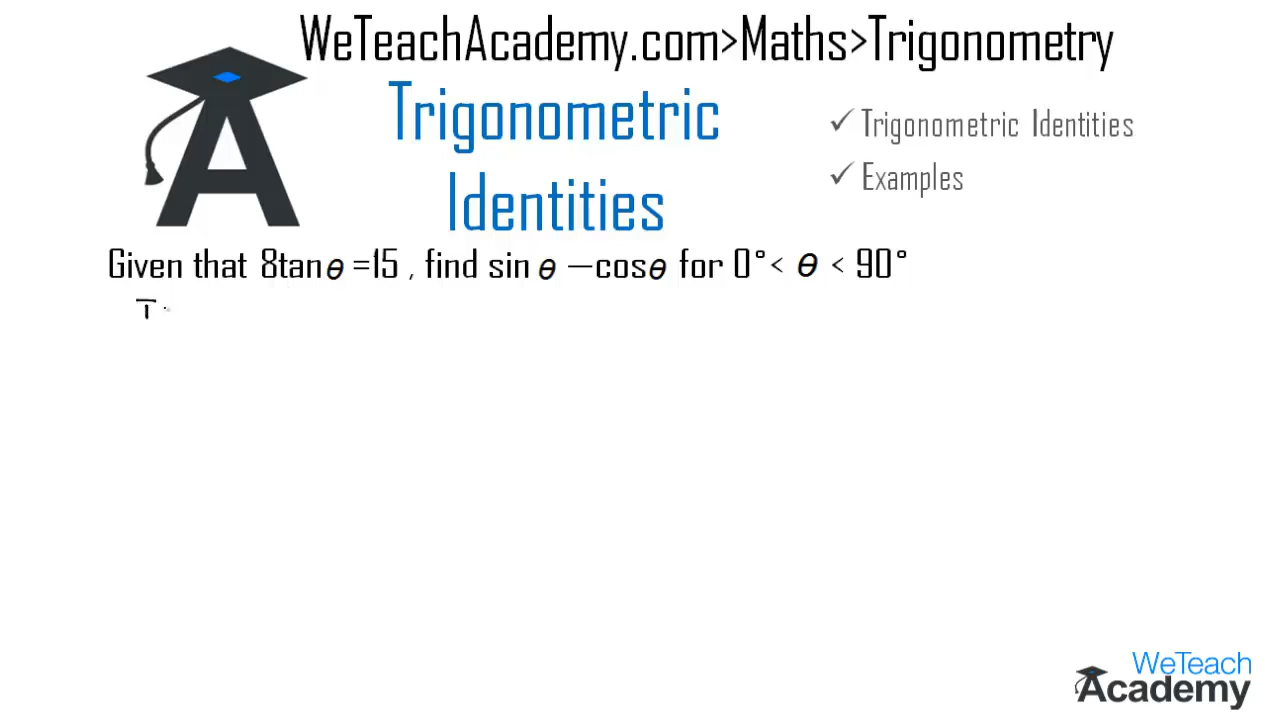 WeTeachAcademy.com>Maths>Trigonometry
Trigonometric
Identities
✓ Trigonometric Identities
✓ Examples
Given that 8tanθ =15 , find sin θ −cosθ for 0°< θ < 90°
T
WeTeach
Academy